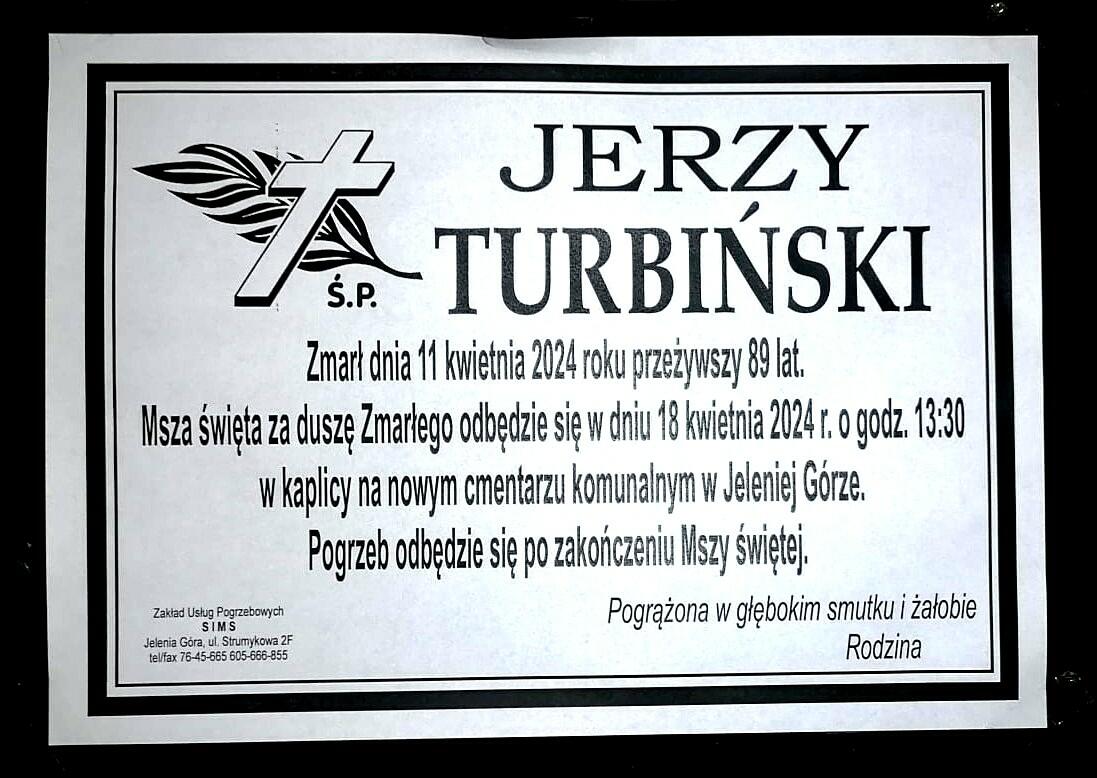 JERZY
TURBIŃSKI
Ś.P.
Zmarł dnia 11 kwietnia 2024 roku przeżywszy 89 lat.
Msza święta za duszę Zmarłego odbędzie się w dniu 18 kwietnia 2024 r. o godz. 13:30
w kaplicy na nowym cmentarzu komunalnym w Jeleniej Górze.
Pogrzeb odbędzie się po zakończeniu Mszy świętej.
Pogrążona w głębokim smutku i żałobie
Rodzina
Zakład Usług Pogrzebowych
SIMS
Jelenia Góra, ul. Strumykowa 2F
tel/fax 76-45-665 605-666-855